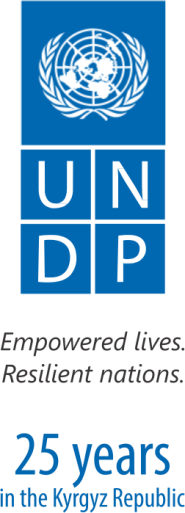 U N
D P
Empowered lives.
Resilient nations.
25 years
in the Kyrgyz Republic